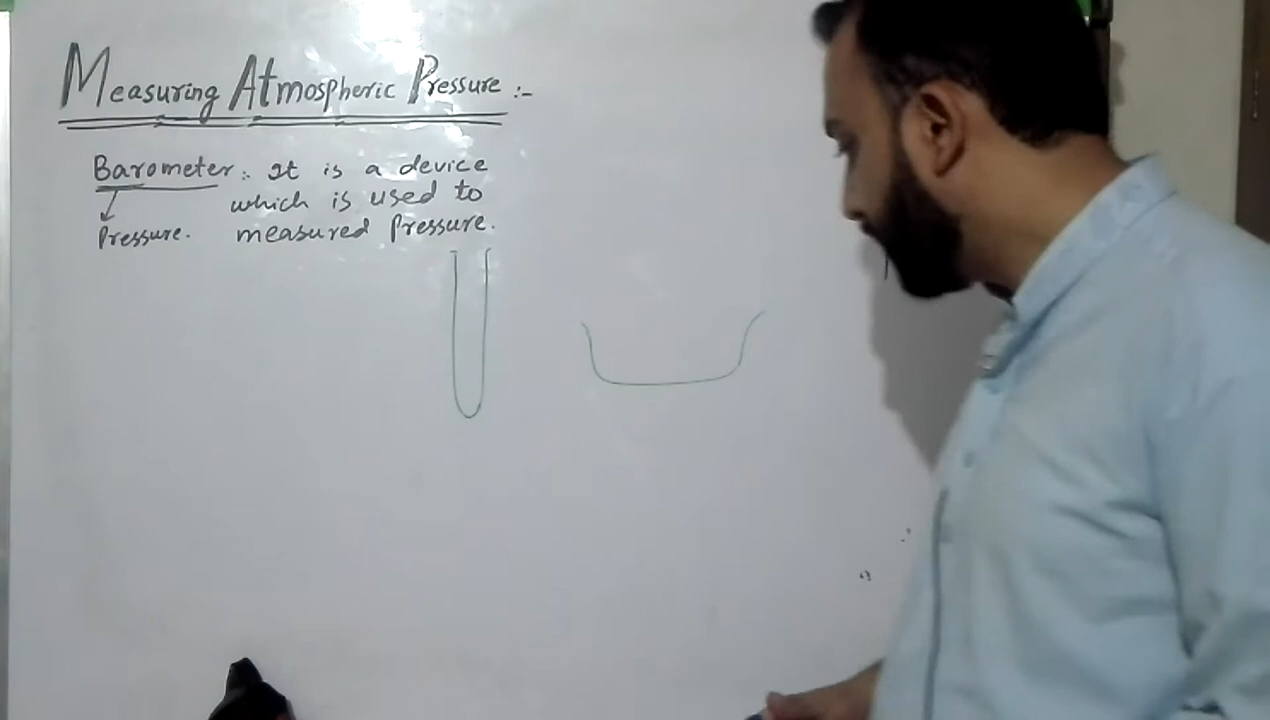 Measuring Atmospheric Pressure :-
Barometer :. It is a device
which is used to
Pressure. measured Pressure.